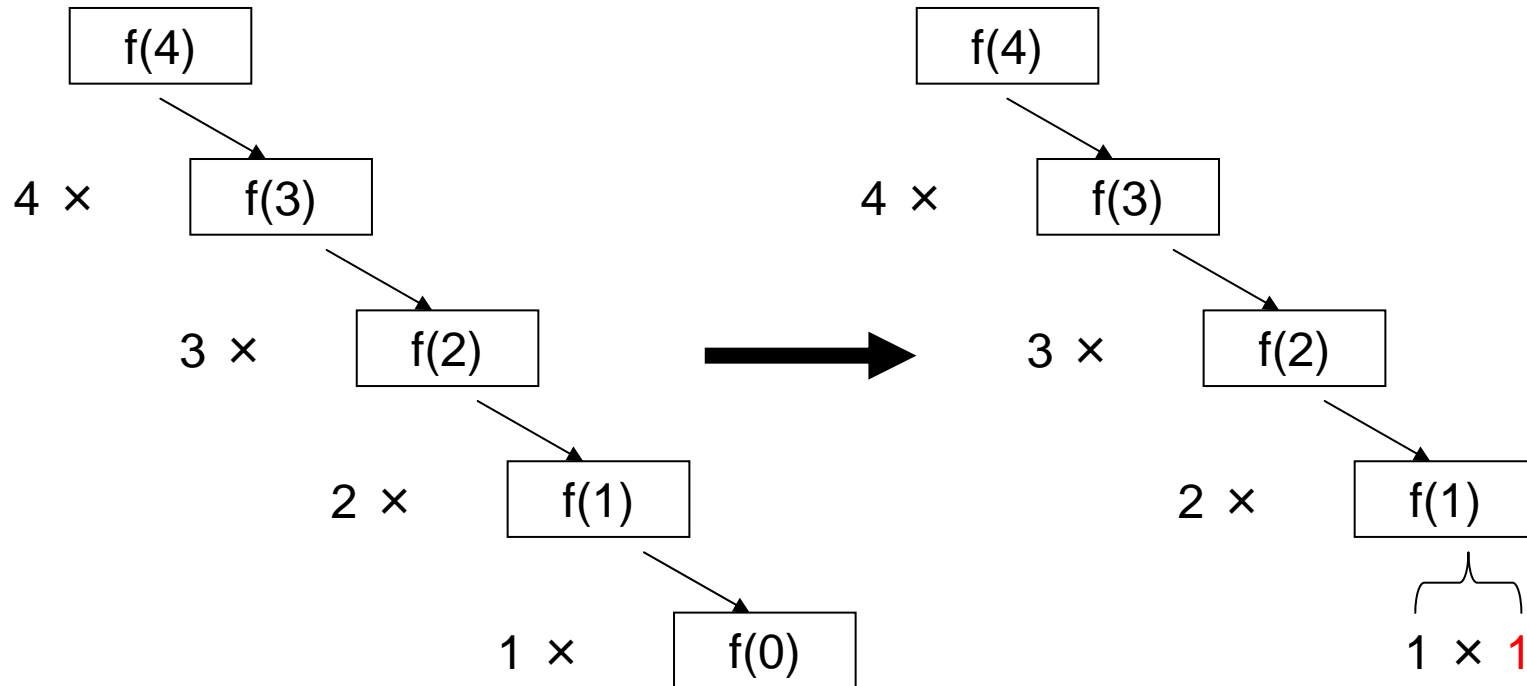 f(4)
4 × f(3)
3 × f(2)
2 × f(1)
1 × f(0)
f(4)
4 × f(3)
3 × f(2)
2 × f(1)
1 × 1